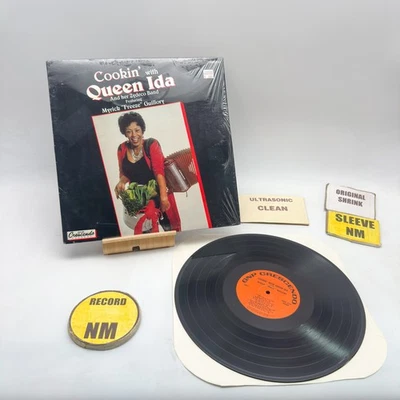 Cookin' with
Queen Ida
And her Zydeco Band
Featuring
Myrick "Freeze" Guillory
Crescendo
ULTRASONIC
CLEAN
ORIGINAL
SHRINK
SLEEVE
NM
RECORD
NM
GNP CRESCENDO